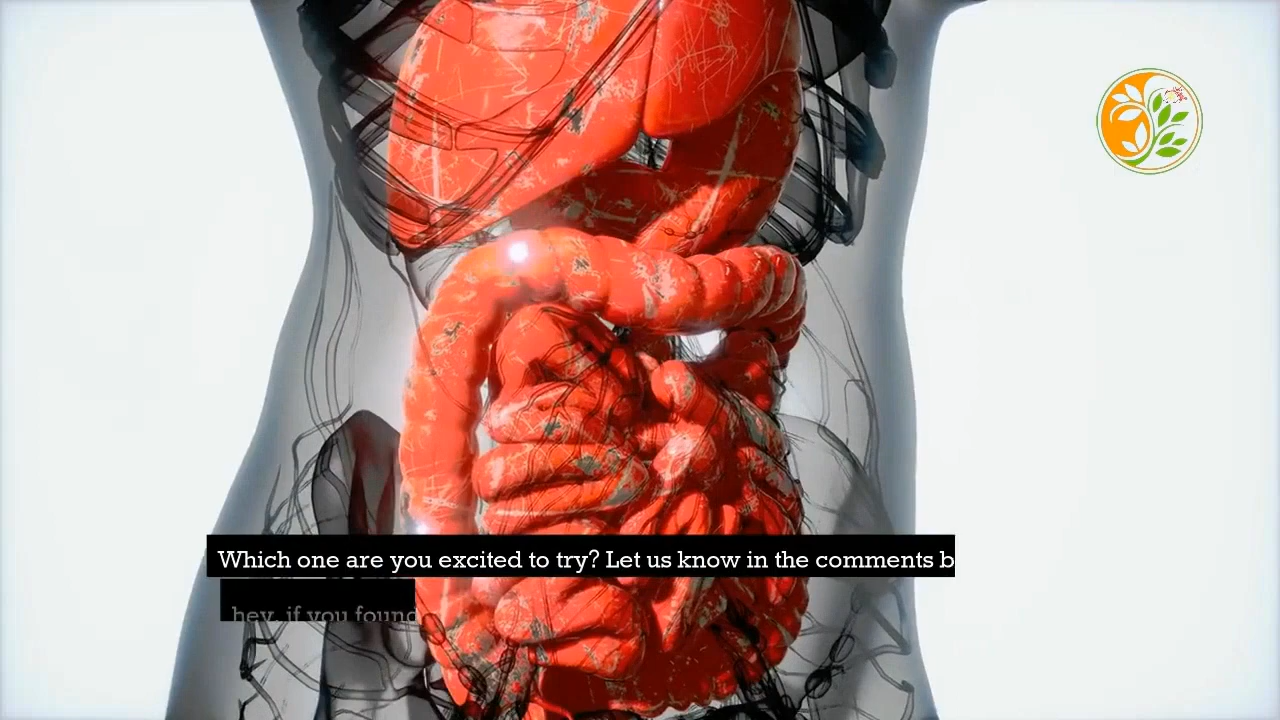 Which one are you excited to try? Let us know in the comments b
hey, if you found